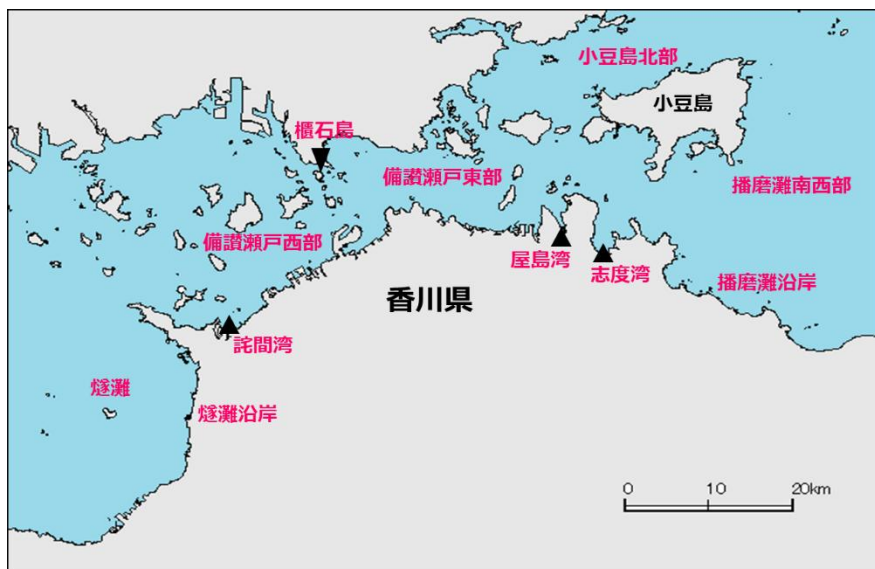 小豆島北部
小豆島
櫃石島
備讃瀬戸東部
播磨灘南西部
備讃瀬戸西部
屋島湾
志度湾
播磨灘沿岸
香川県
詫間湾
燧灘
燧灘沿岸
0 10 20km